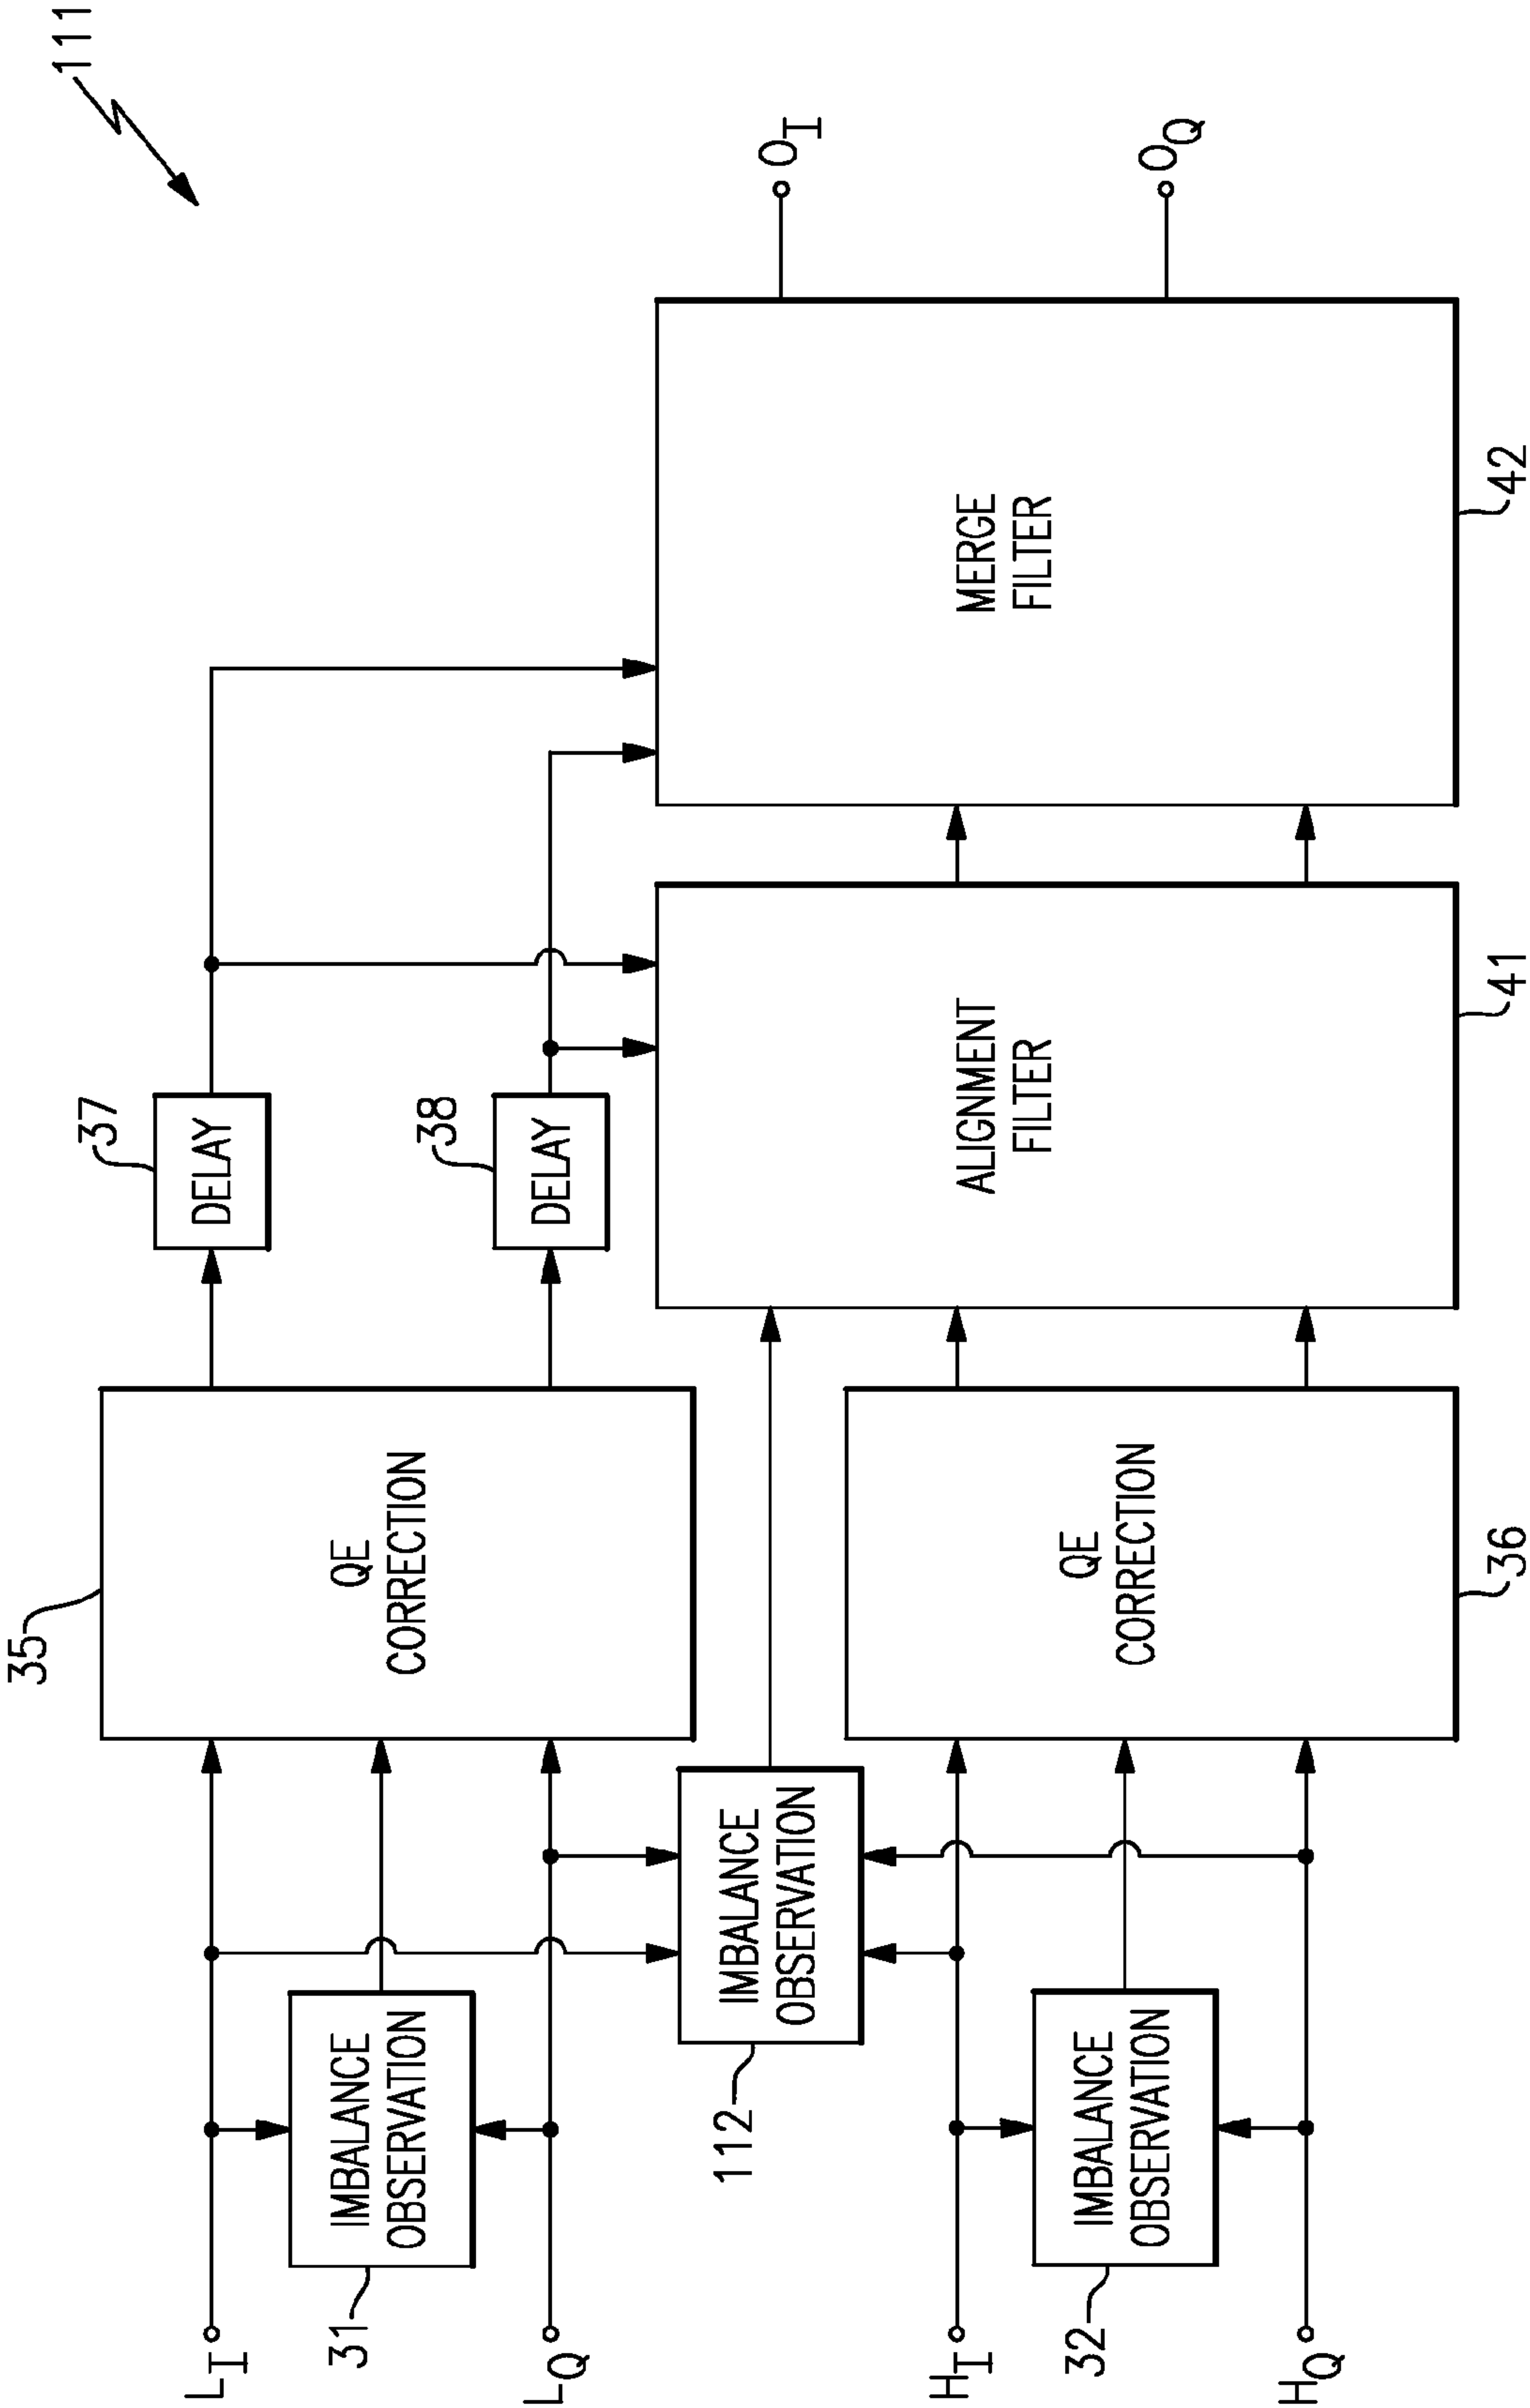 111
35
37
DELAY
QE
CORRECTION
38
DELAY
L_I
31
IMBALANCE
OBSERVATION
L_Q
112
IMBALANCE
OBSERVATION
ALIGNMENT
FILTER
41
MERGE
FILTER
42
O_I
O_Q
H_I
32
IMBALANCE
OBSERVATION
H_Q
QE
CORRECTION
36